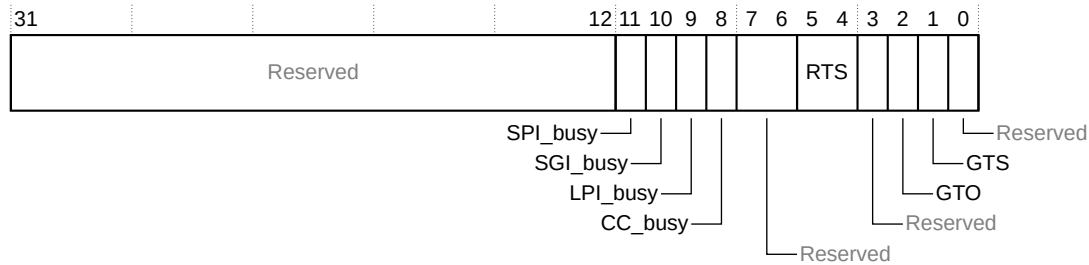 31 12 11 10 9 8 7 6 5 4 3 2 1 0
Reserved RTS
SPI_busy Reserved
SGI_busy GTS
LPI_busy GTO
CC_busy Reserved
Reserved